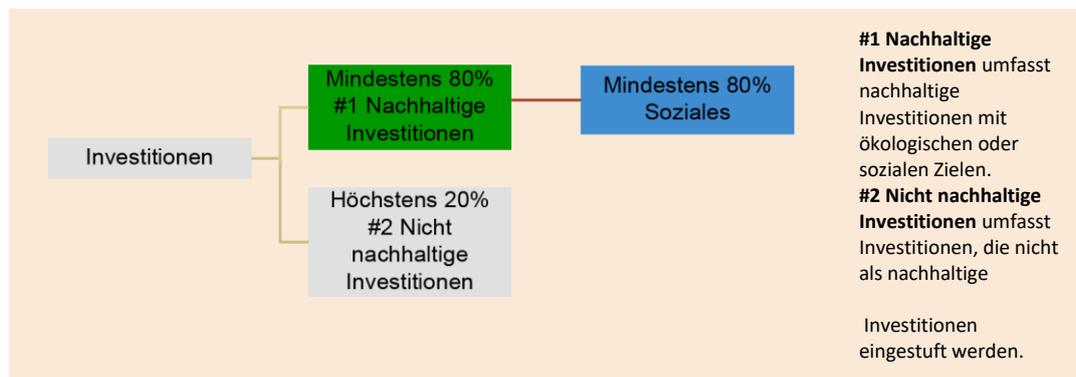 Investitionen
Mindestens 80%
#1 Nachhaltige
Investitionen
Mindestens 80%
Soziales
Höchstens 20%
#2 Nicht
nachhaltige
Investitionen
#1 Nachhaltige
Investitionen umfasst
nachhaltige
Investitionen mit
ökologischen oder
sozialen Zielen.
#2 Nicht nachhaltige
Investitionen umfasst
Investitionen, die nicht
als nachhaltige
Investitionen
eingestuft werden.